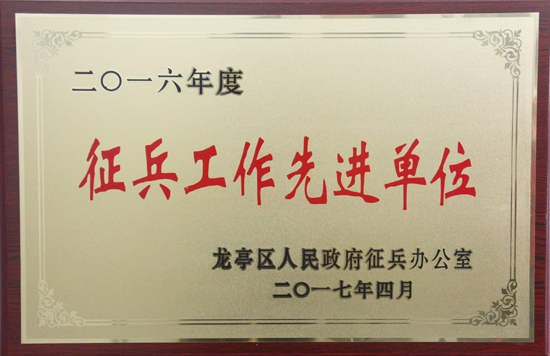 二〇一六年度
征兵工作先进单位
龙亭区人民政府征兵办公室
二〇一七年四月